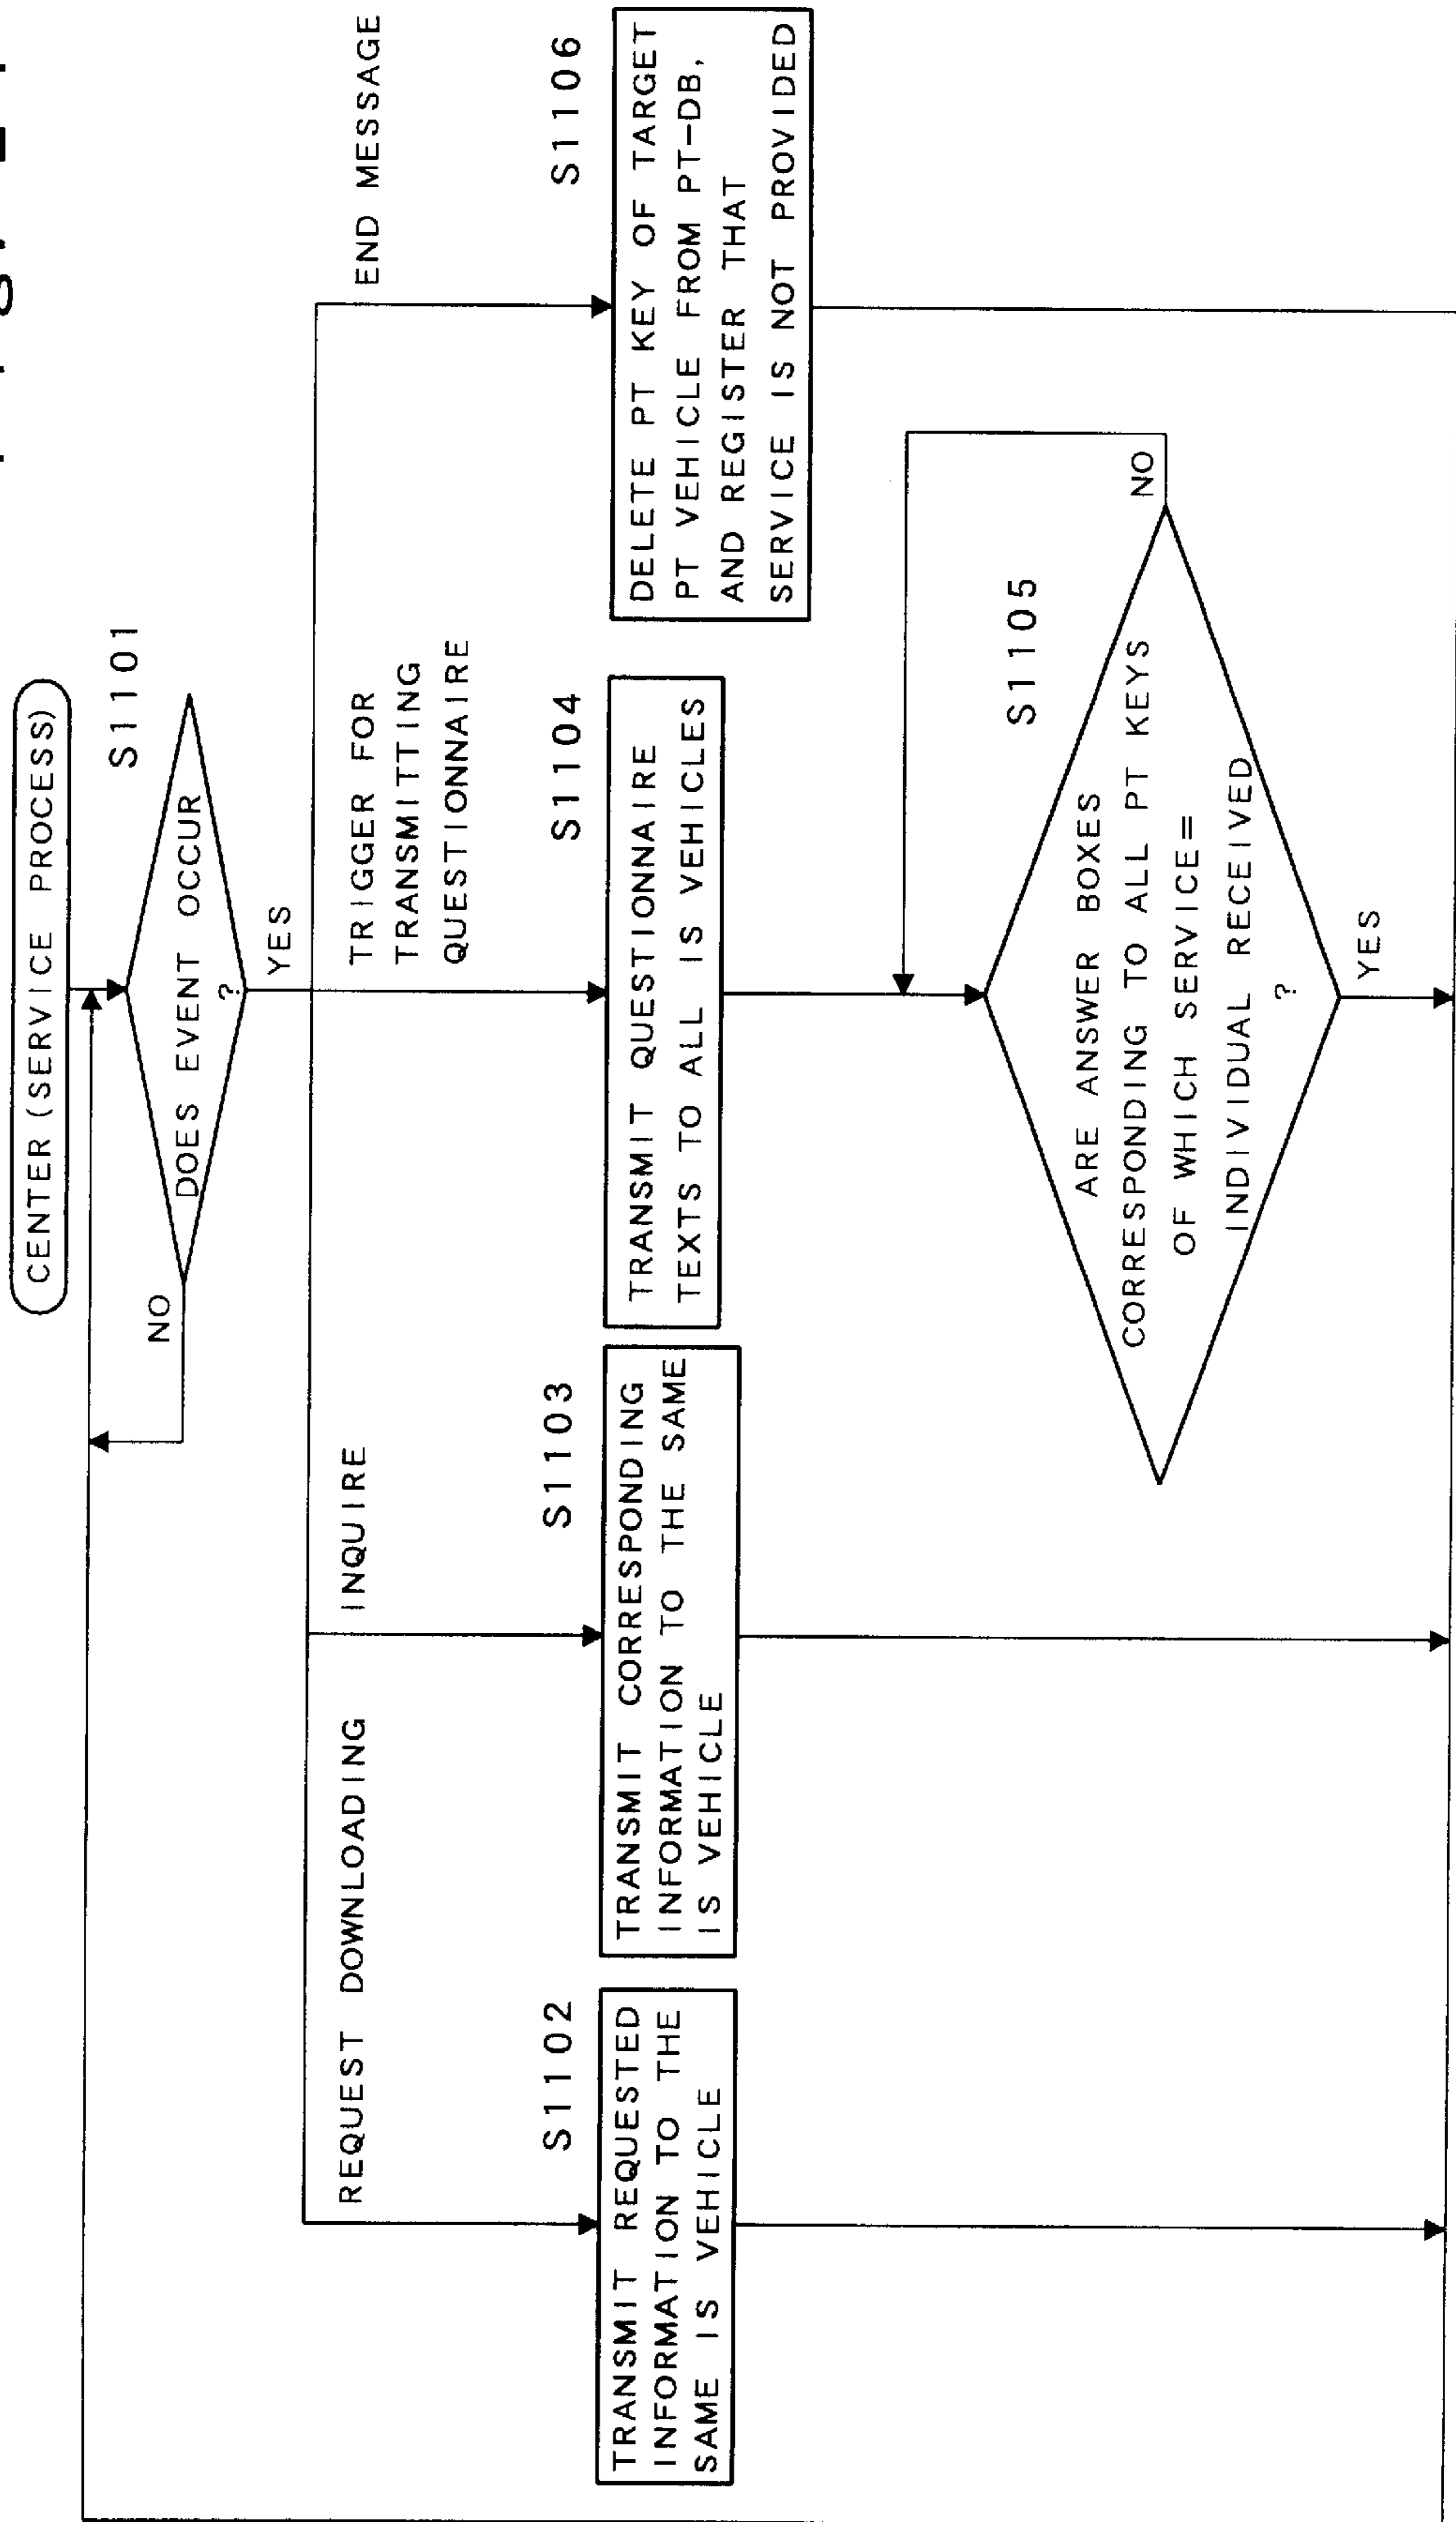 CENTER (SERVICE PROCESS)
S1101
DOES EVENT OCCUR
?
NO
YES
REQUEST DOWNLOADING
INQUIRE
TRIGGER FOR
TRANSMITTING
QUESTIONNAIRE
END MESSAGE
S1102
TRANSMIT REQUESTED
INFORMATION TO THE
SAME IS VEHICLE
S1103
TRANSMIT CORRESPONDING
INFORMATION TO THE SAME
IS VEHICLE
S1104
TRANSMIT QUESTIONNAIRE
TEXTS TO ALL IS VEHICLES
S1106
DELETE PT KEY OF TARGET
PT VEHICLE FROM PT-DB,
AND REGISTER THAT
SERVICE IS NOT PROVIDED
S1105
ARE ANSWER BOXES
CORRESPONDING TO ALL PT KEYS
OF WHICH SERVICE=
INDIVIDUAL RECEIVED
?
NO
YES